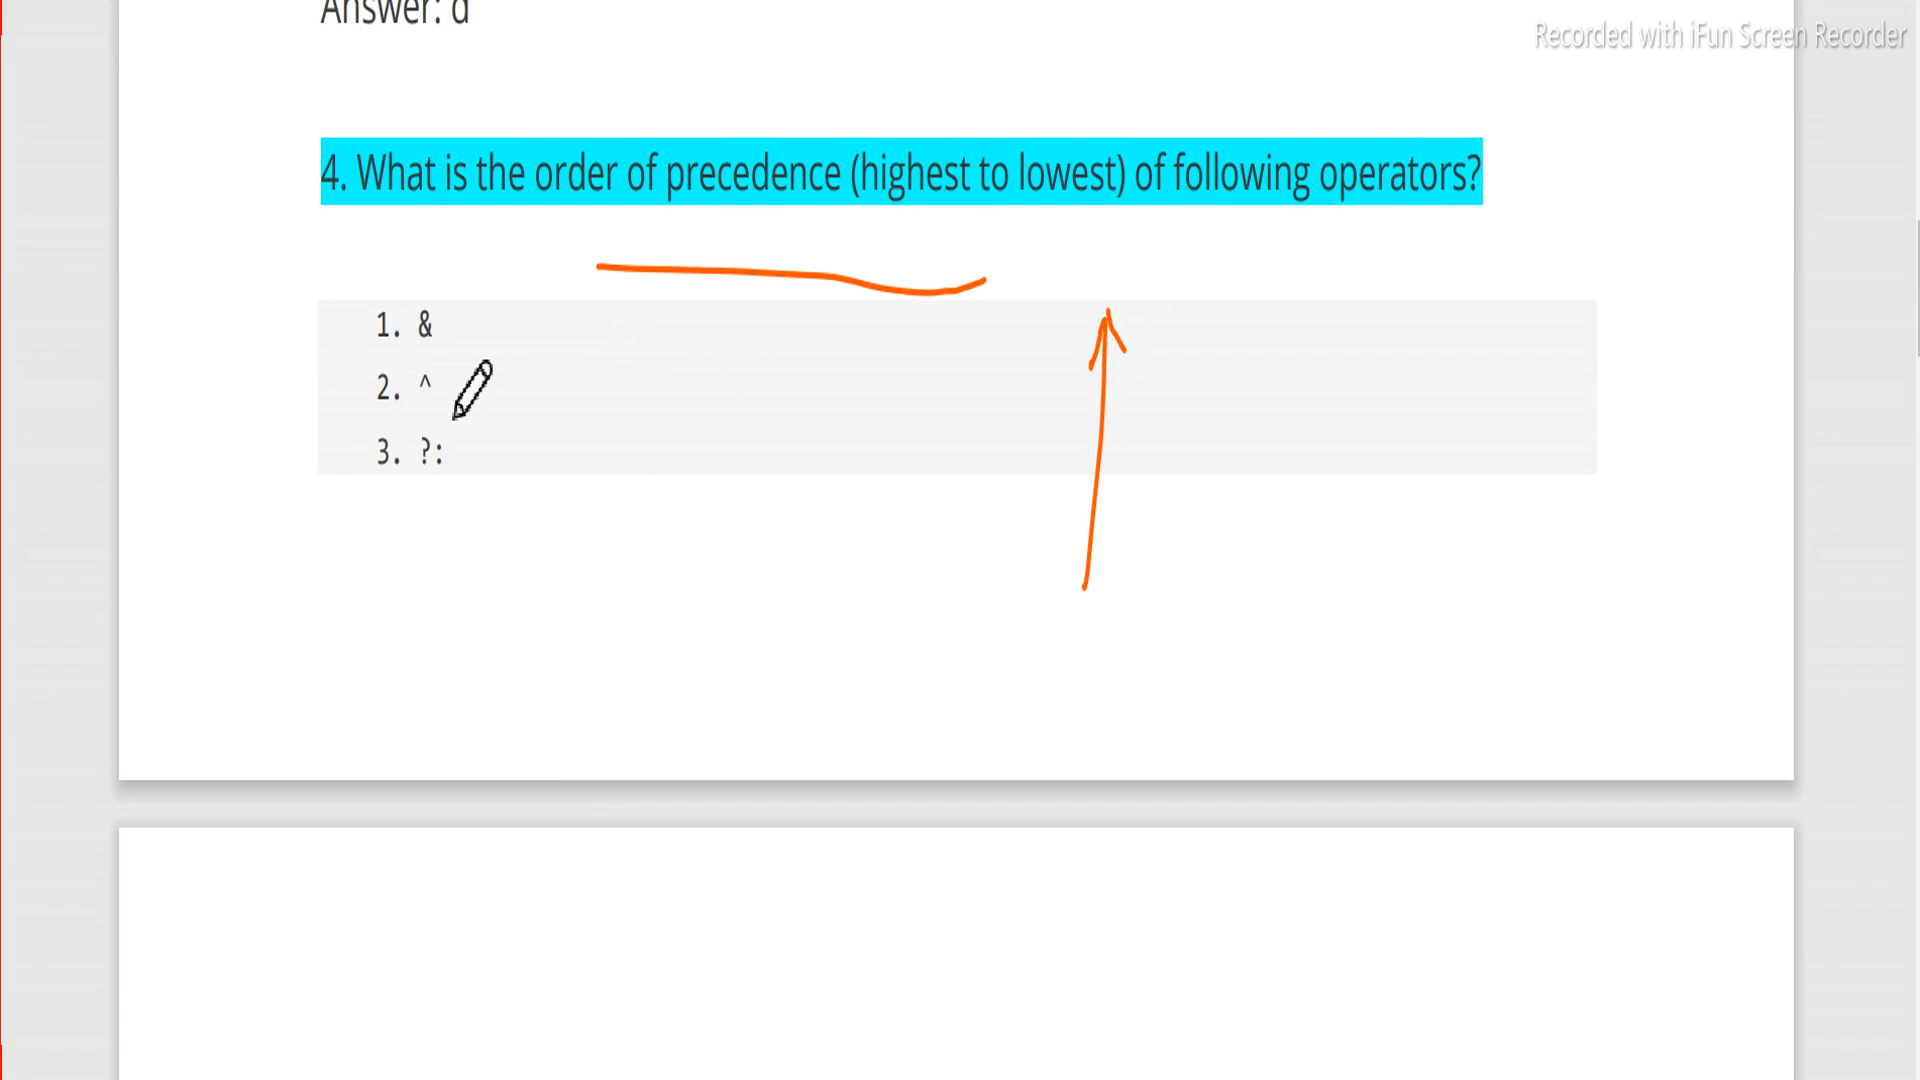 Answer: d
Recorded with iFun Screen Recorder
4. What is the order of precedence (highest to lowest) of following operators?
1. &
2. ^
3. ?: